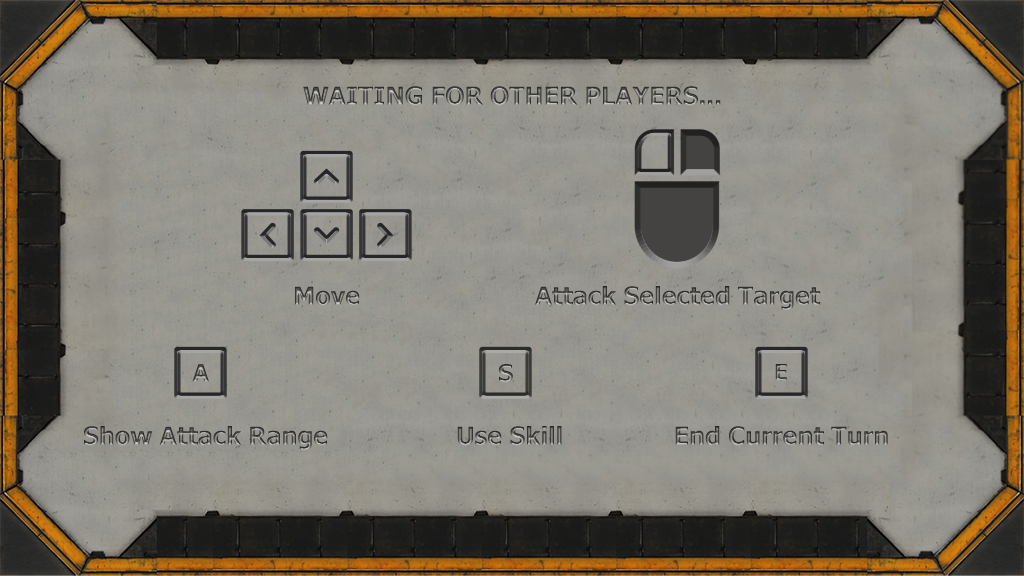 WAITING FOR OTHER PLAYERS...
Move
Attack Selected Target
A
S
E
Show Attack Range
Use Skill
End Current Turn